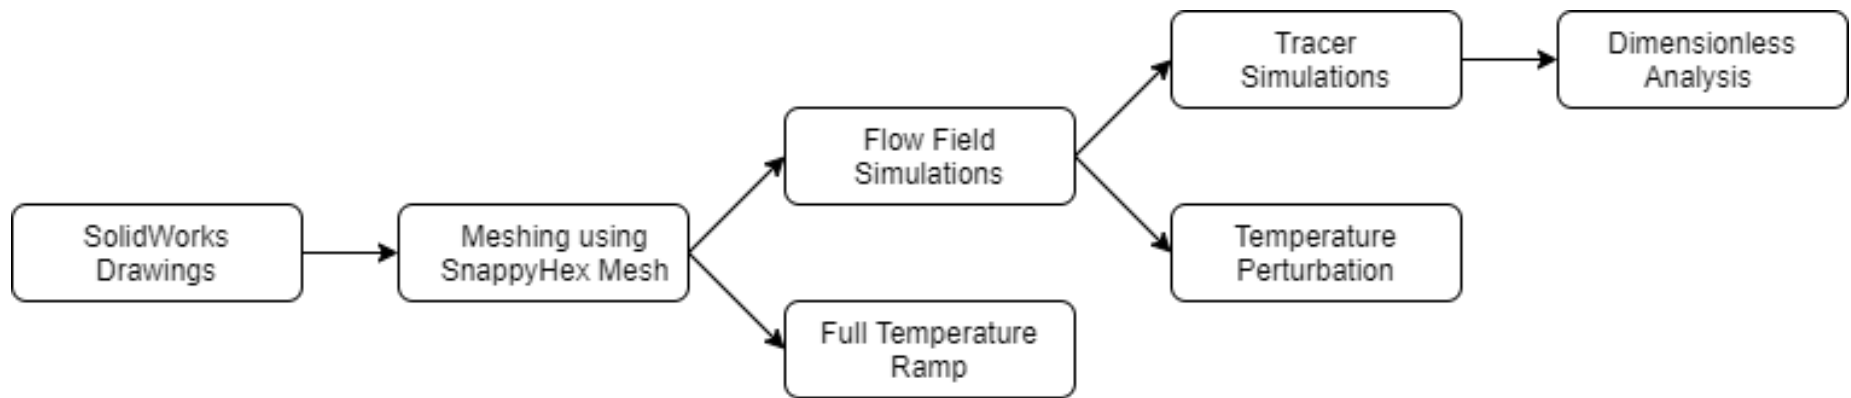 SolidWorks
Drawings
Meshing using
SnappyHex Mesh
Flow Field
Simulations
Full Temperature
Ramp
Tracer
Simulations
Temperature
Perturbation
Dimensionless
Analysis